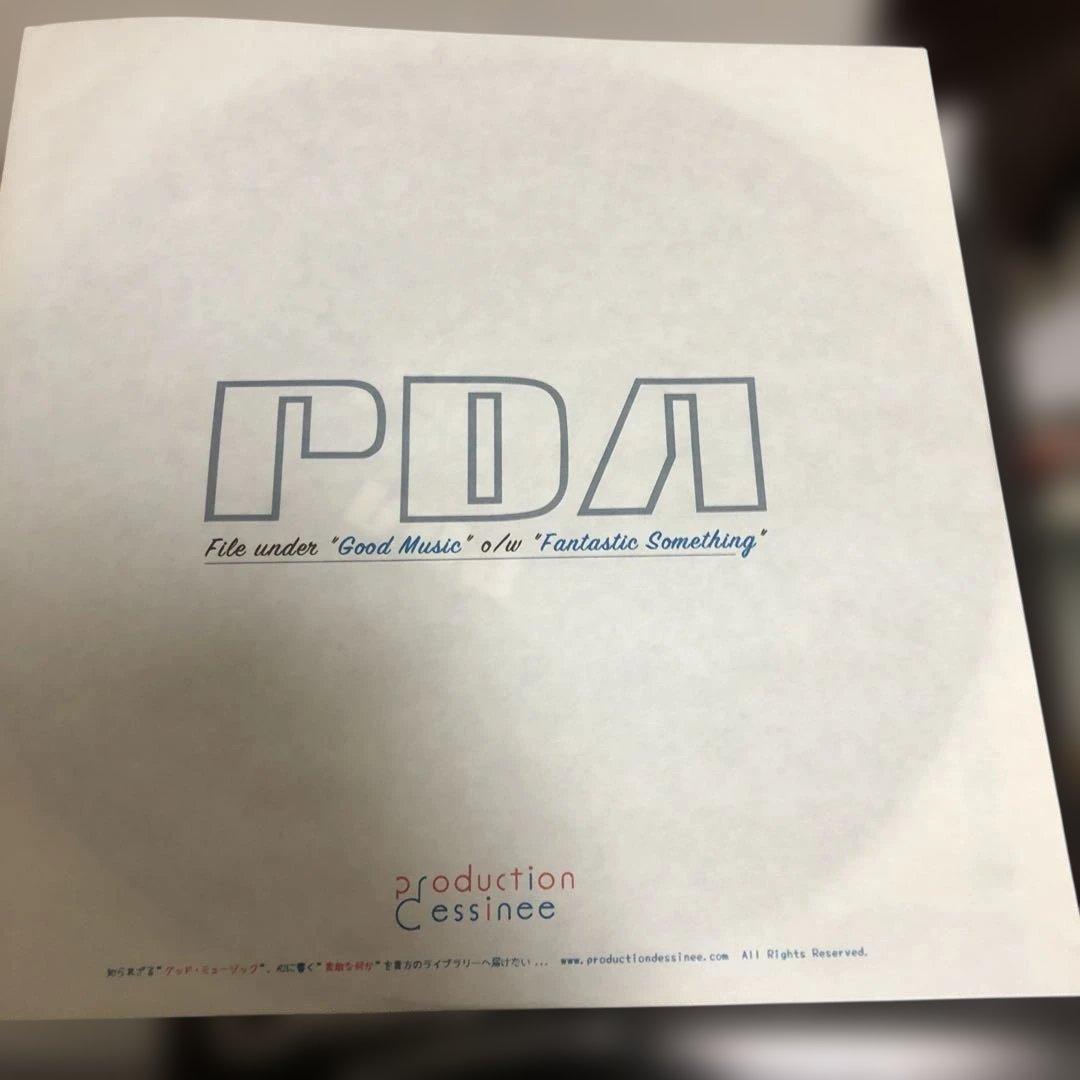 PDA
File under "Good Music" o/w "Fantastic Something"
production
dessinee
知られざる"グッド・ミュージック"、心に響く"素敵な何か"を貴方のライブラリーへ届けたい... www.productiondessinee.com All Rights Reserved.